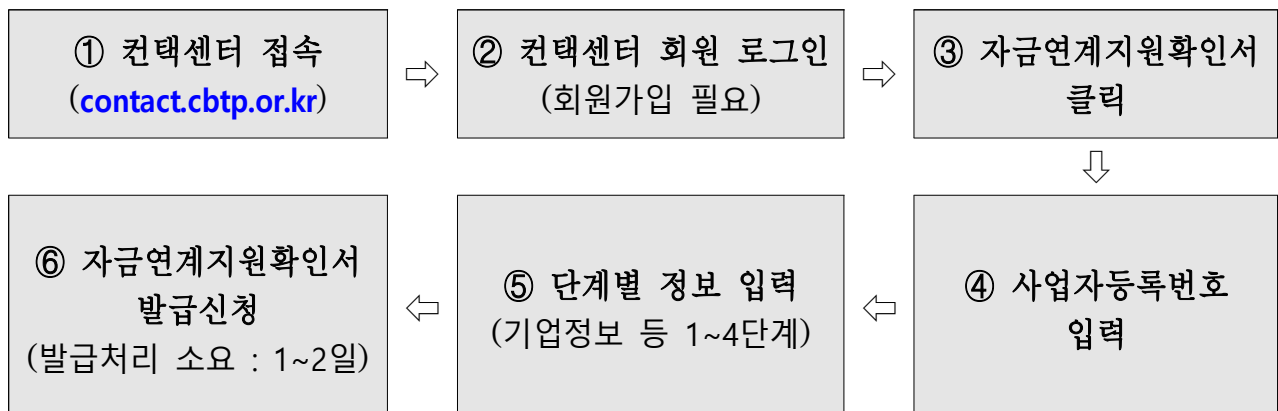 ① 컨택센터 접속
(contact.cbtp.or.kr)
② 컨택센터 회원 로그인
(회원가입 필요)
③ 자금연계지원확인서
클릭
④ 사업자등록번호
입력
⑤ 단계별 정보 입력
(기업정보 등 1~4단계)
⑥ 자금연계지원확인서
발급신청
(발급처리 소요 : 1~2일)